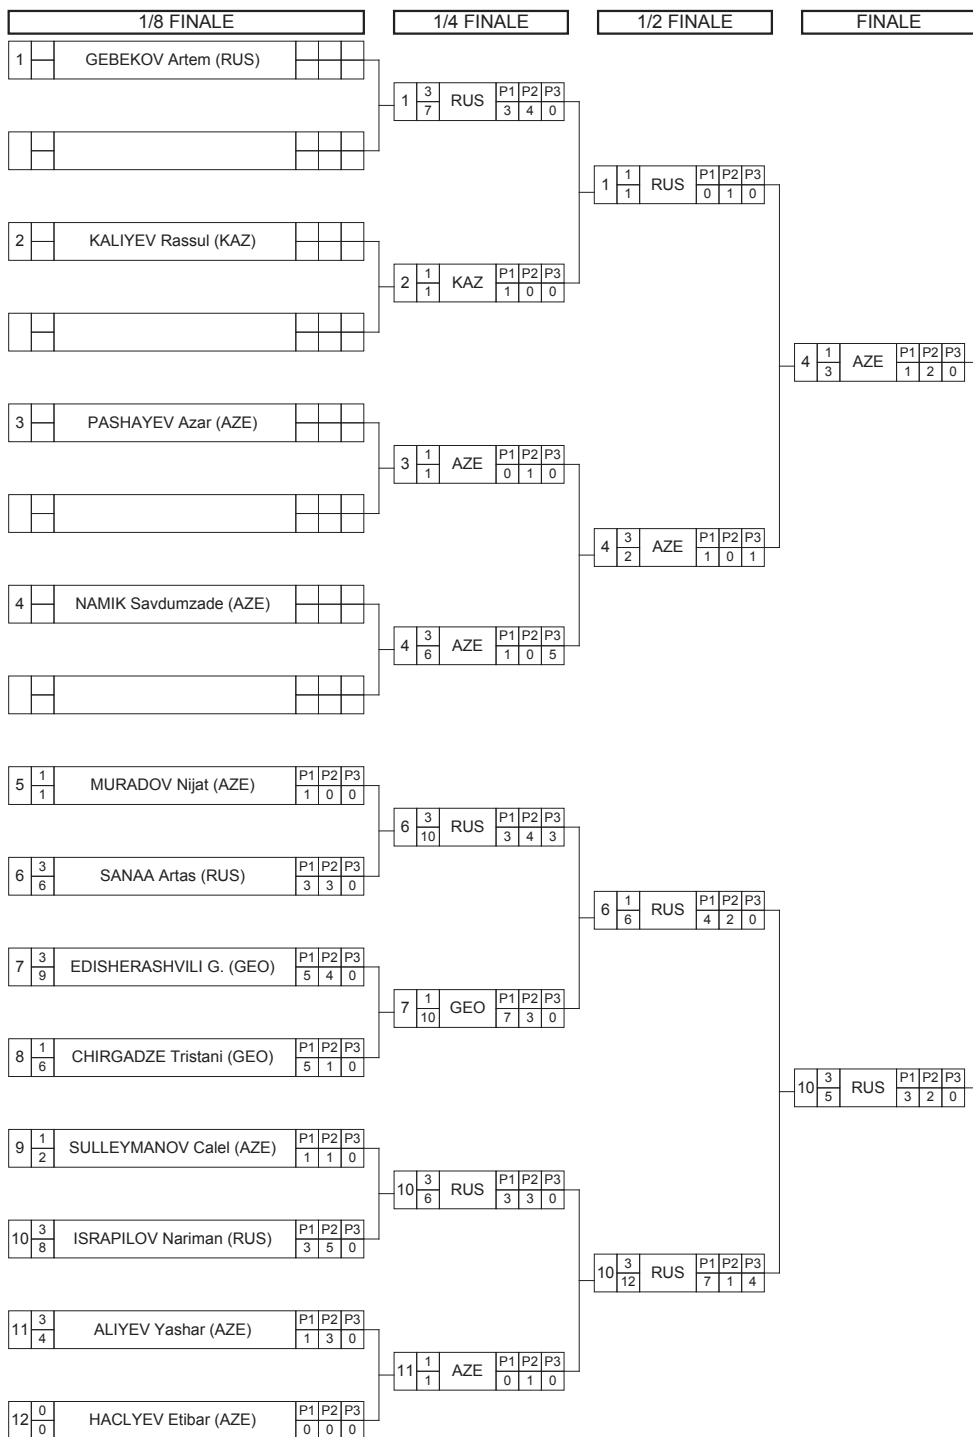 1/8 FINALE 1/4 FINALE 1/2 FINALE FINALE
1 GEBEKOV Artem (RUS)
1 3 7 RUS P1 P2 P3 3 4 0
1 1 1 RUS P1 P2 P3 0 1 0
2 KALIYEV Rassul (KAZ)
2 1 1 KAZ P1 P2 P3 1 0 0
4 1 3 AZE P1 P2 P3 1 2 0
3 PASHAYEV Azar (AZE)
3 1 1 AZE P1 P2 P3 0 1 0
4 3 2 AZE P1 P2 P3 1 0 1
4 NAMIK Savdumzade (AZE)
4 3 6 AZE P1 P2 P3 1 0 5
5 1 1 MURADOV Nijat (AZE) P1 P2 P3 1 0 0
6 3 10 RUS P1 P2 P3 3 4 3
6 3 6 SANAA Artas (RUS) P1 P2 P3 3 3 0
6 1 6 RUS P1 P2 P3 4 2 0
7 3 9 EDISHERASHVILI G. (GEO) P1 P2 P3 5 4 0
7 1 10 GEO P1 P2 P3 7 3 0
8 1 6 CHIRGADZE Tristani (GEO) P1 P2 P3 5 1 0
10 3 5 RUS P1 P2 P3 3 2 0
9 1 2 SULLEYMANOV Calel (AZE) P1 P2 P3 1 1 0
10 3 6 RUS P1 P2 P3 3 3 0
10 3 8 ISRAPILOV Nariman (RUS) P1 P2 P3 3 5 0
10 3 12 RUS P1 P2 P3 7 1 4
11 3 4 ALIYEV Yashar (AZE) P1 P2 P3 1 3 0
11 1 1 AZE P1 P2 P3 0 1 0
12 0 0 HACLYEV Etibar (AZE) P1 P2 P3 0 0 0